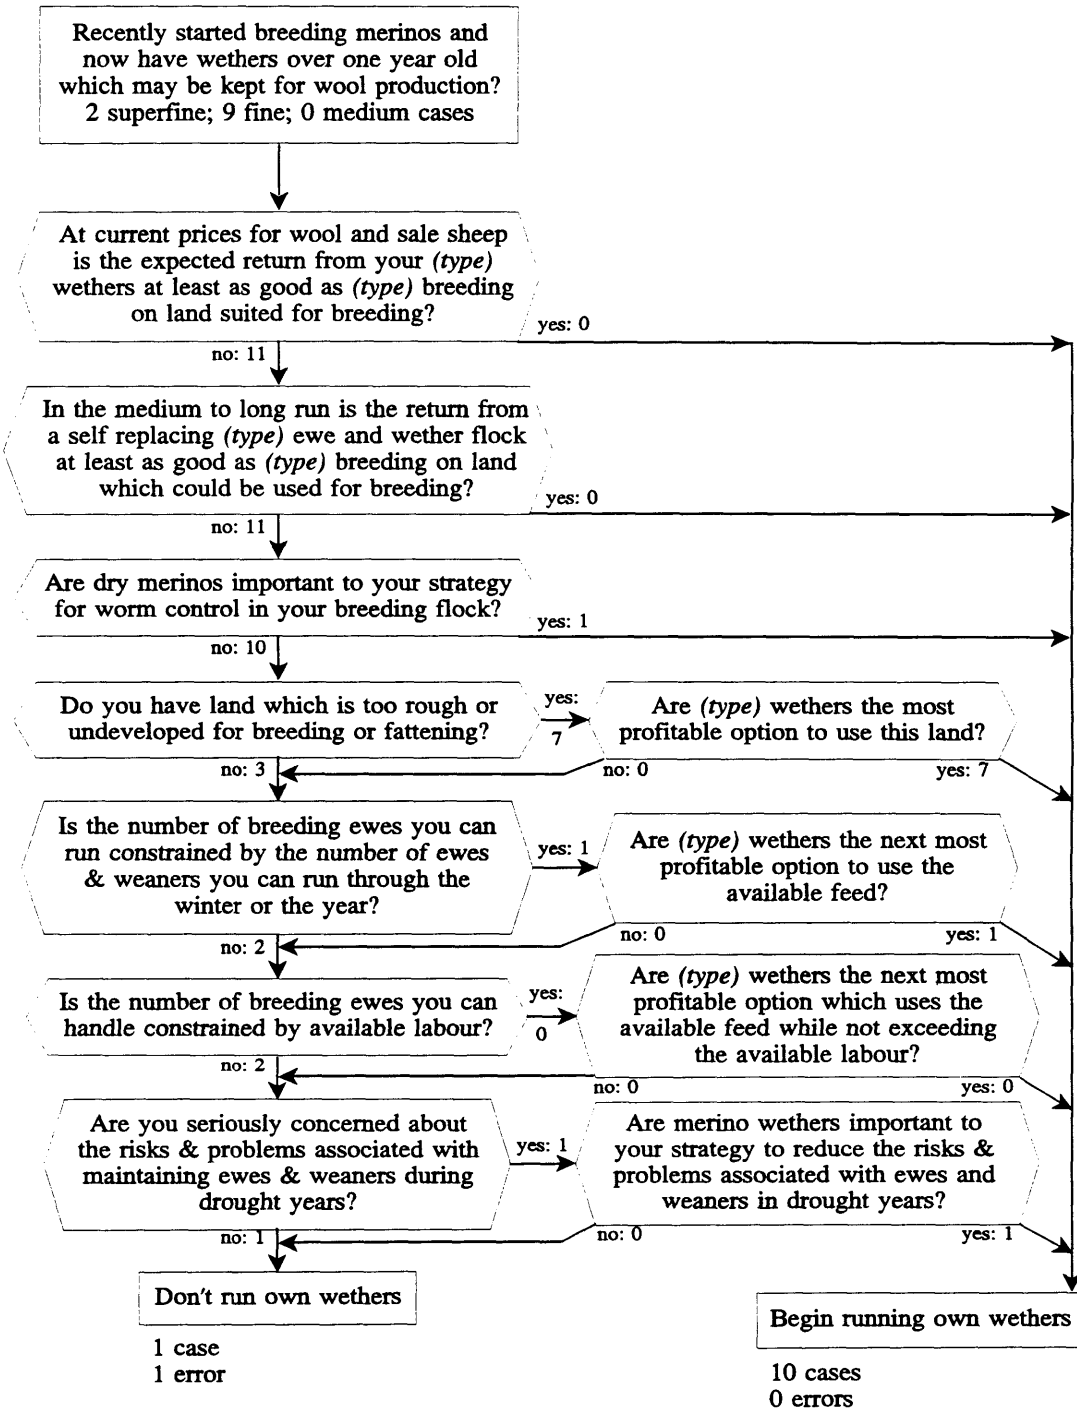 Recently started breeding merinos and
now have wethers over one year old
which may be kept for wool production?
2 superfine; 9 fine; 0 medium cases
At current prices for wool and sale sheep
is the expected return from your (type)
wethers at least as good as (type) breeding
on land suited for breeding?
yes: 0
no: 11
In the medium to long run is the return from
a self replacing (type) ewe and wether flock
at least as good as (type) breeding on land
which could be used for breeding?
yes: 0
no: 11
Are dry merinos important to your strategy
for worm control in your breeding flock?
yes: 1
no: 10
Do you have land which is too rough or
undeveloped for breeding or fattening?
yes:
7
Are (type) wethers the most
profitable option to use this land?
no: 3
no: 0
yes: 7
Is the number of breeding ewes you can
run constrained by the number of ewes
& weaners you can run through the
winter or the year?
yes: 1
Are (type) wethers the next most
profitable option to use the
available feed?
no: 2
no: 0
yes: 1
Is the number of breeding ewes you can
handle constrained by available labour?
yes:
0
Are (type) wethers the next most
profitable option which uses the
available feed while not exceeding
the available labour?
no: 2
no: 0
yes: 0
Are you seriously concerned about
the risks & problems associated with
maintaining ewes & weaners during
drought years?
yes: 1
Are merino wethers important to
your strategy to reduce the risks &
problems associated with ewes and
weaners in drought years?
no: 1
no: 0
yes: 1
Don't run own wethers
1 case
1 error
Begin running own wethers
10 cases
0 errors